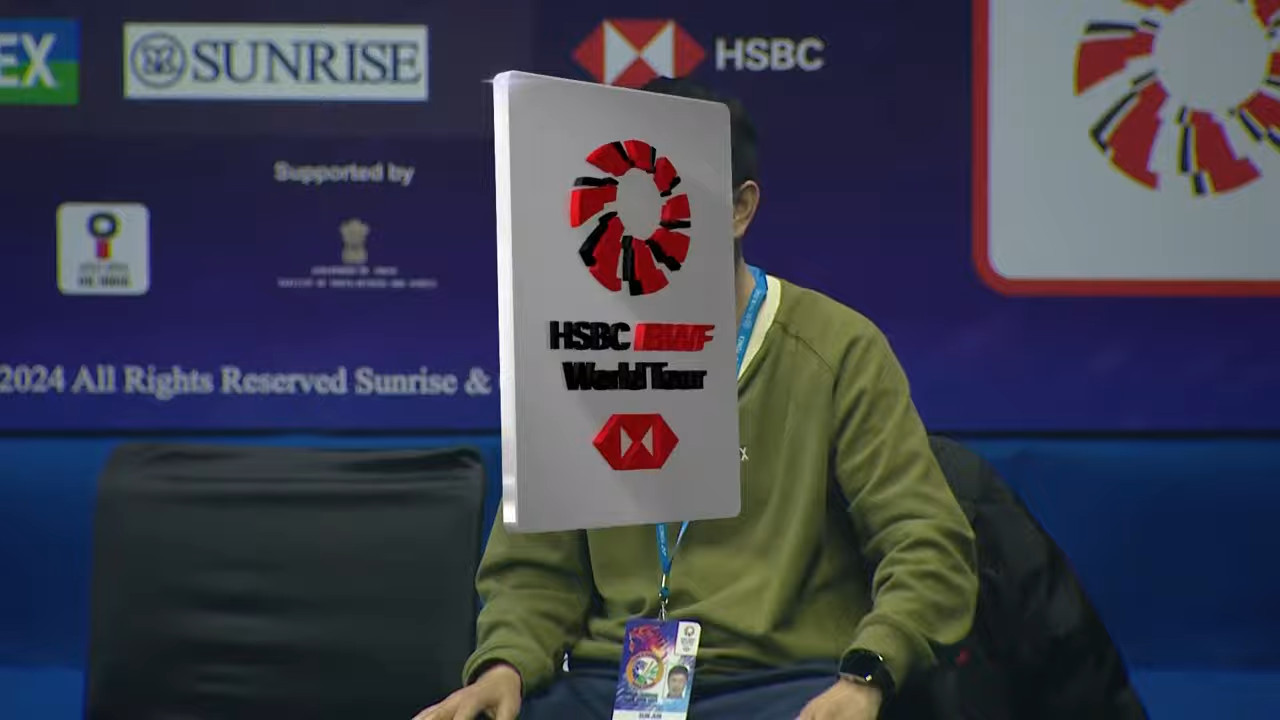 EX
SUNRISE
HSBC
Supported by
HSBC BWF
World Tour
2024 All Rights Reserved Sunrise &